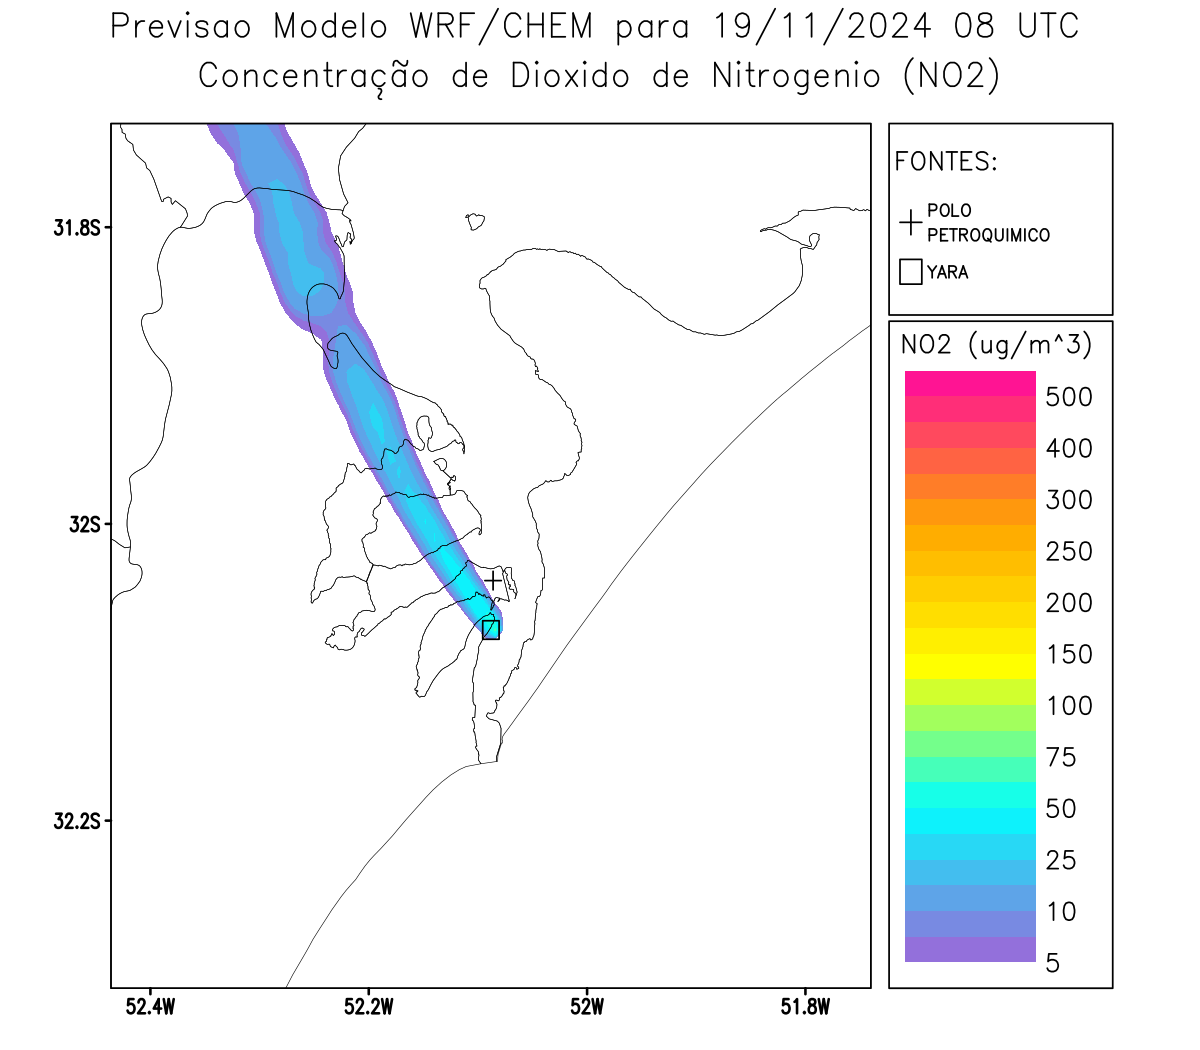 Previsao Modelo WRF/CHEM para 19/11/2024 08 UTC
Concentração de Dioxido de Nitrogenio (NO2)
FONTES:
POLO
PETROQUIMICO
YARA
31.8S
32S
32.2S
52.4W
52.2W
52W
51.8W
NO2 (ug/m^3)
500
400
300
250
200
150
100
75
50
25
10
5